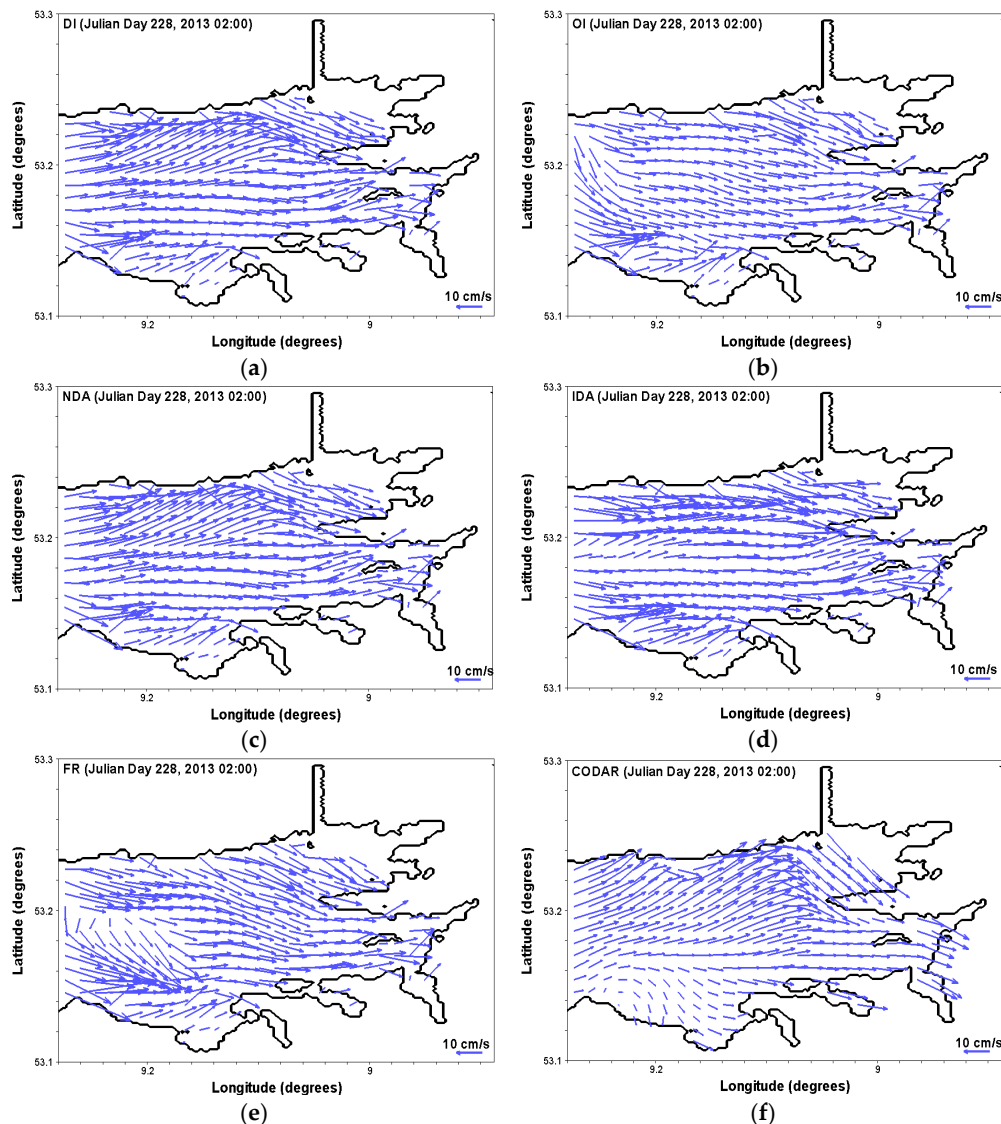 DI (Julian Day 228, 2013 02:00)
53.3
53.2
53.1
Latitude (degrees)
9.2
9
Longitude (degrees)
10 cm/s
(a)
OI (Julian Day 228, 2013 02:00)
53.3
53.2
53.1
Latitude (degrees)
9.2
9
Longitude (degrees)
10 cm/s
(b)
NDA (Julian Day 228, 2013 02:00)
53.3
53.2
53.1
Latitude (degrees)
9.2
9
Longitude (degrees)
10 cm/s
(c)
IDA (Julian Day 228, 2013 02:00)
53.3
53.2
53.1
Latitude (degrees)
9.2
9
Longitude (degrees)
10 cm/s
(d)
FR (Julian Day 228, 2013 02:00)
53.3
53.2
53.1
Latitude (degrees)
9.2
9
Longitude (degrees)
10 cm/s
(e)
CODAR (Julian Day 228, 2013 02:00)
53.3
53.2
53.1
Latitude (degrees)
9.2
9
Longitude (degrees)
10 cm/s
(f)